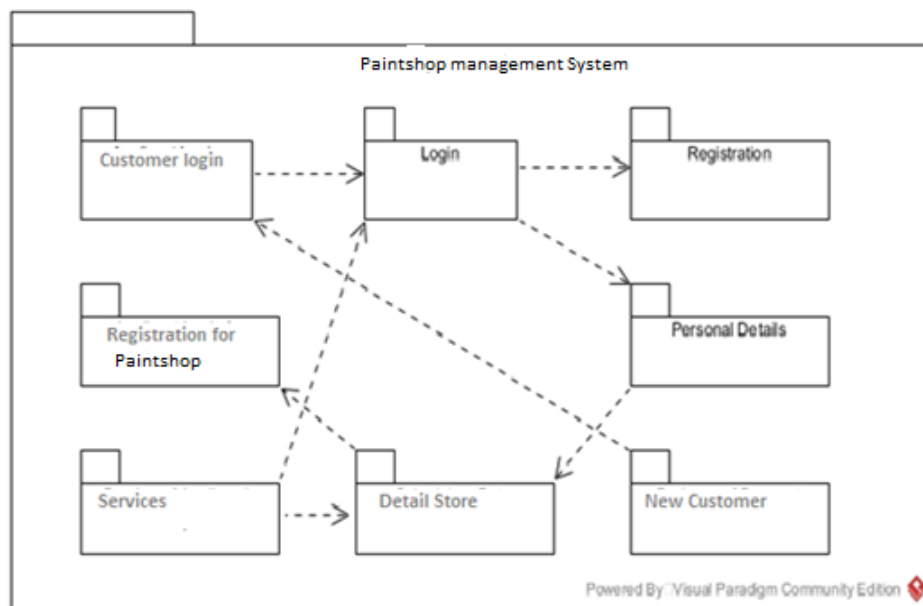 Paintshop management System
Customer login
Login
Registration
Registration for
Paintshop
Personal Details
Services
Detail Store
New Customer
Powered By Visual Paradigm Community Edition